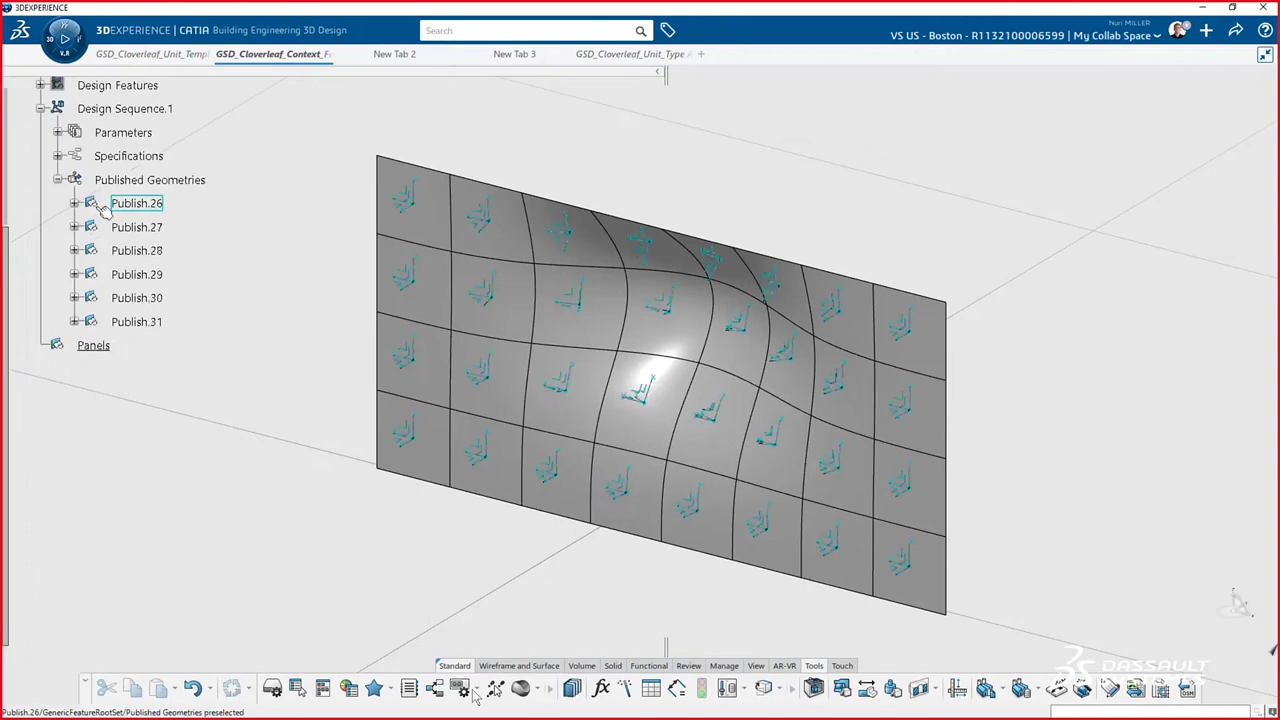 3DEXPERIENCE
3DEXPERIENCE | CATIA Building Engineering 3D Design
Search
Nuri MILLER
VS US - Boston - R1132100006599 | My Collab Space
3D
V.R
GSD_Cloverleaf_Unit_Templ
GSD_Cloverleaf_Context_F
New Tab 2
New Tab 3
GSD_Cloverleaf_Unit_Type A
Design Features
Design Sequence.1
Parameters
Specifications
Published Geometries
Publish.26
Publish.27
Publish.28
Publish.29
Publish.30
Publish.31
Panels
Standard Wireframe and Surface Volume Solid Functional Review Manage View AR-VR Tools Touch
DASSAULT
Publish.26/GenericFeatureRootSet/Published Geometries preselected